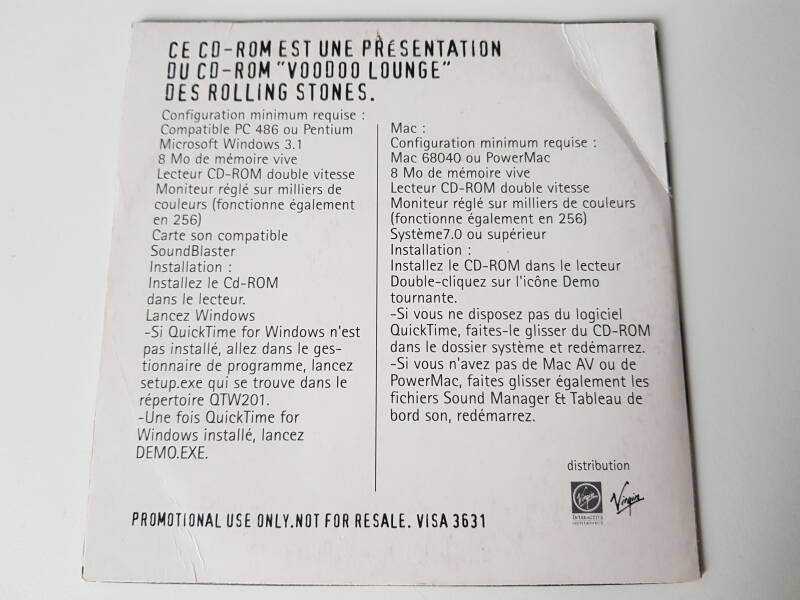 CE CD-ROM EST UNE PRÉSENTATION
DU CD-ROM "VOODOO LOUNGE"
DES ROLLING STONES.
Configuration minimum requise :
Compatible PC 486 ou Pentium
Microsoft Windows 3.1
8 Mo de mémoire vive
Lecteur CD-ROM double vitesse
Moniteur réglé sur milliers de
couleurs (fonctionne également
en 256)
Carte son compatible
SoundBlaster
Installation :
Installez le Cd-ROM
dans le lecteur.
Lancez Windows
-Si QuickTime for Windows n'est
pas installé, allez dans le ges-
tionnaire de programme, lancez
setup.exe qui se trouve dans le
répertoire QTW201.
-Une fois QuickTime for
Windows installé, lancez
DEMO.EXE.
Mac :
Configuration minimum requise :
Mac 68040 ou PowerMac
8 Mo de mémoire vive
Lecteur CD-ROM double vitesse
Moniteur réglé sur milliers de couleurs
(fonctionne également en 256)
Système7.0 ou supérieur
Installation :
Installez le CD-ROM dans le lecteur
Double-cliquez sur l'icône Demo
tournante.
-Si vous ne disposez pas du logiciel
QuickTime, faites-le glisser du CD-ROM
dans le dossier système et redémarrez.
-Si vous n'avez pas de Mac AV ou de
PowerMac, faites glisser également les
fichiers Sound Manager & Tableau de
bord son, redémarrez.
distribution
Virgin
Virgin
PROMOTIONAL USE ONLY.NOT FOR RESALE. VISA 3631